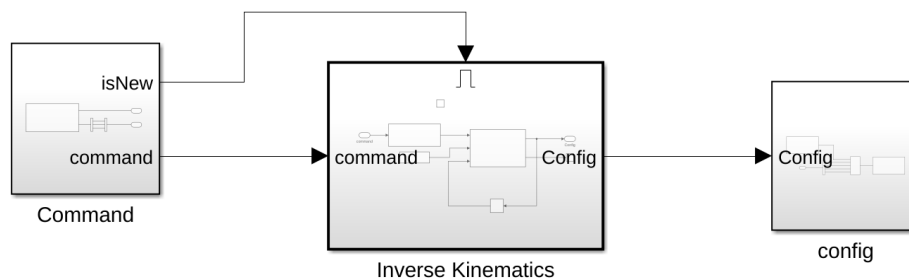 isNew
command
Command
command
Config
Inverse Kinematics
Config
config